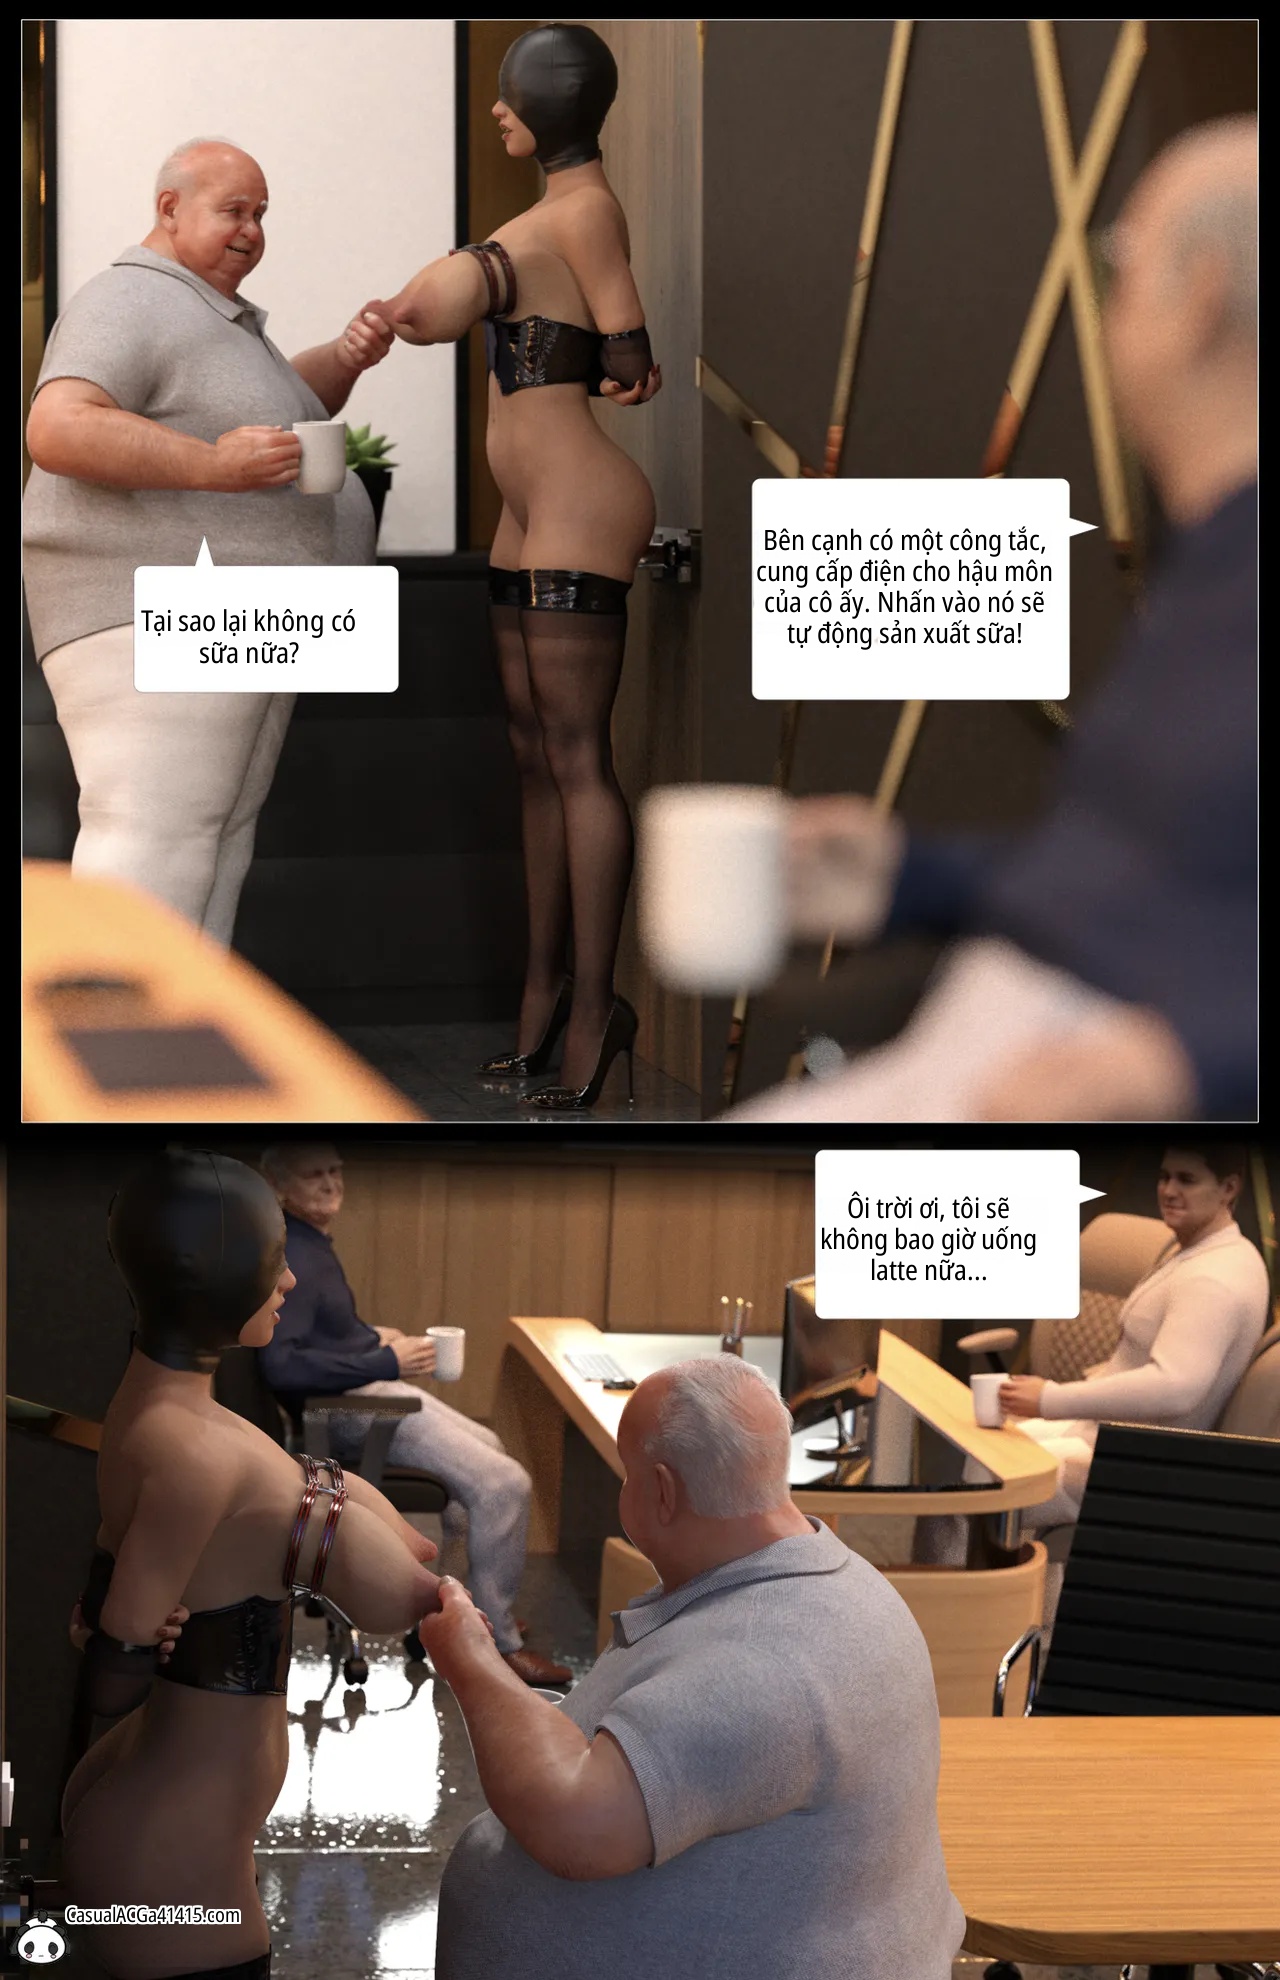 Tại sao lại không có
sữa nữa?
Bên cạnh có một công tắc,
cung cấp điện cho hậu môn
của cô ấy. Nhấn vào nó sẽ
tự động sản xuất sữa!
Ôi trời ơi, tôi sẽ
không bao giờ uống
latte nữa...
CasualACGa41415.com